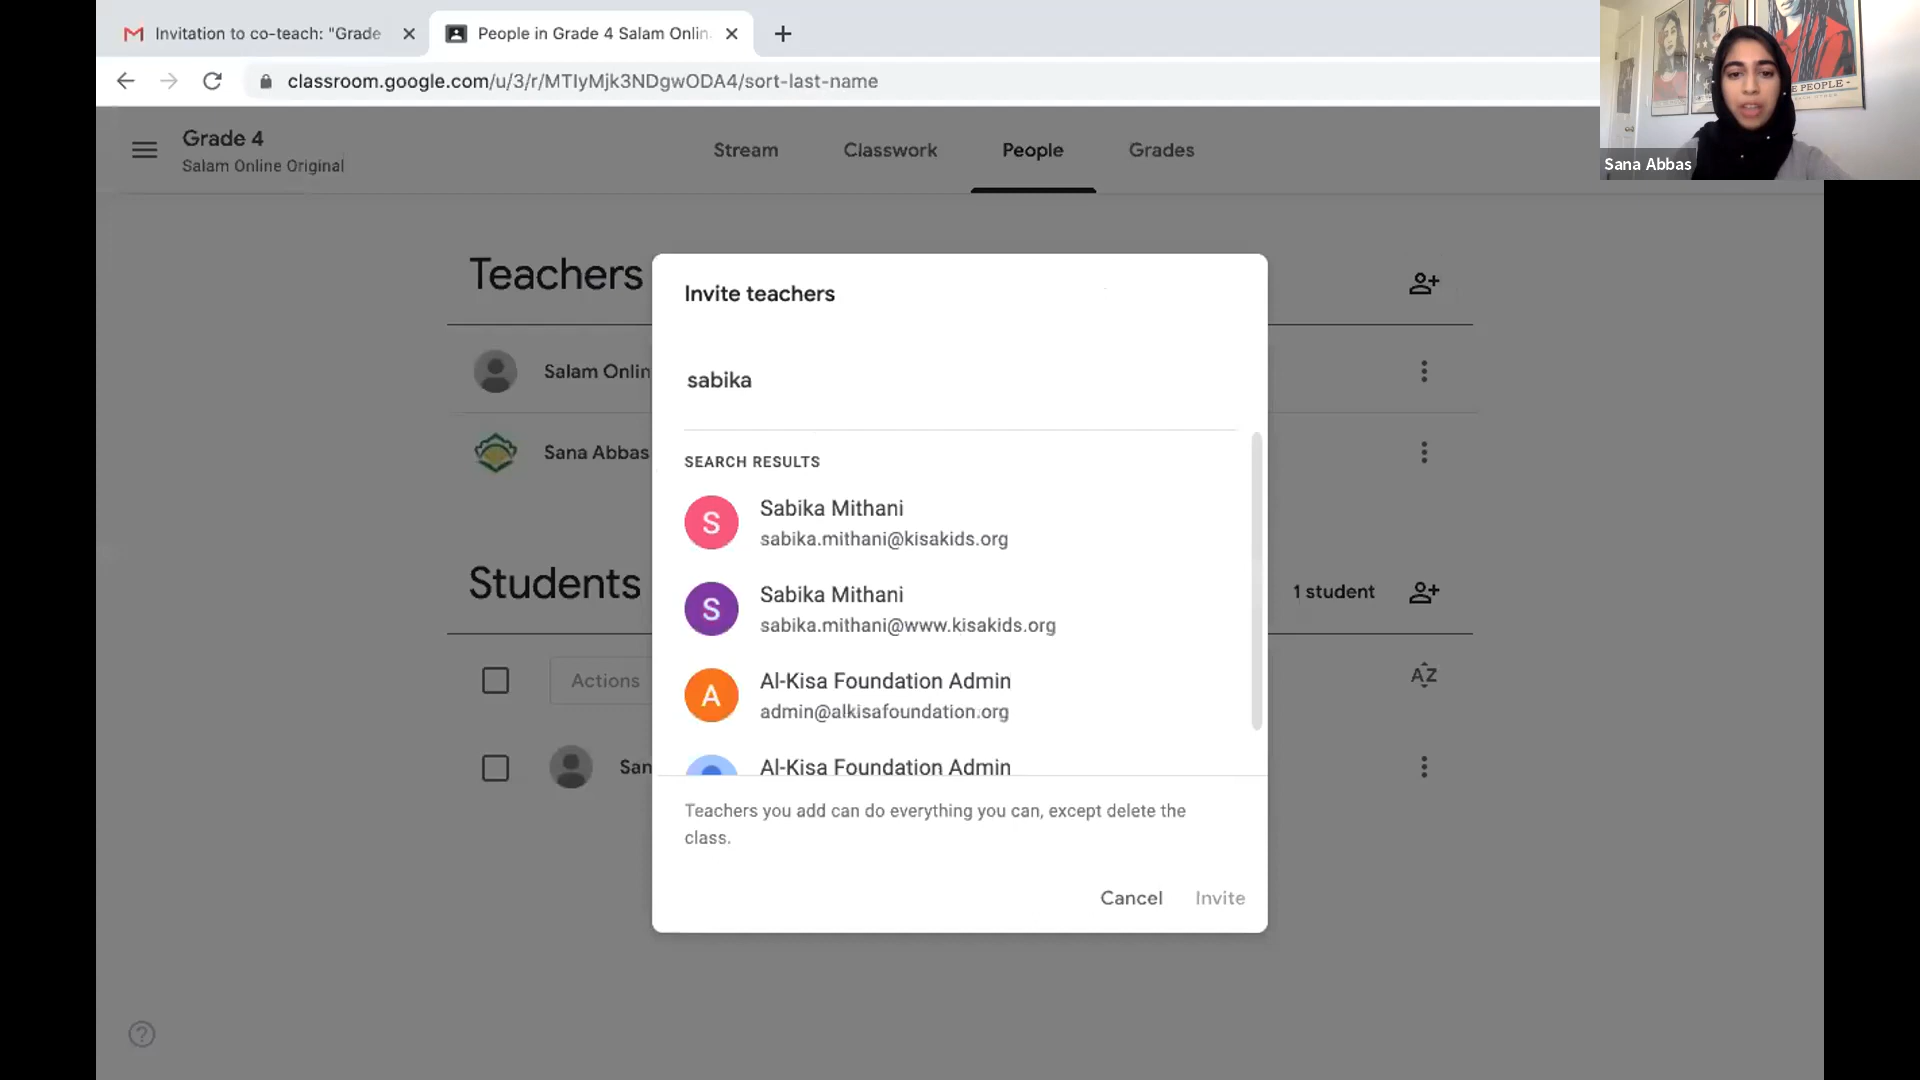 Invitation to co-teach: "Grade
People in Grade 4 Salam Onlin
classroom.google.com/u/3/r/MTIyMjk3NDgwODA4/sort-last-name
E PEOPLE -
Sana Abbas
Grade 4
Salam Online Original
Stream
Classwork
People
Grades
Teachers
Salam Onlin
Sana Abbas
Invite teachers
sabika
SEARCH RESULTS
S
Sabika Mithani
sabika.mithani@kisakids.org
S
Sabika Mithani
sabika.mithani@www.kisakids.org
A
Al-Kisa Foundation Admin
admin@alkisafoundation.org
Al-Kisa Foundation Admin
Teachers you add can do everything you can, except delete the
class.
Cancel
Invite
Students
1 student
Actions
AZ
San